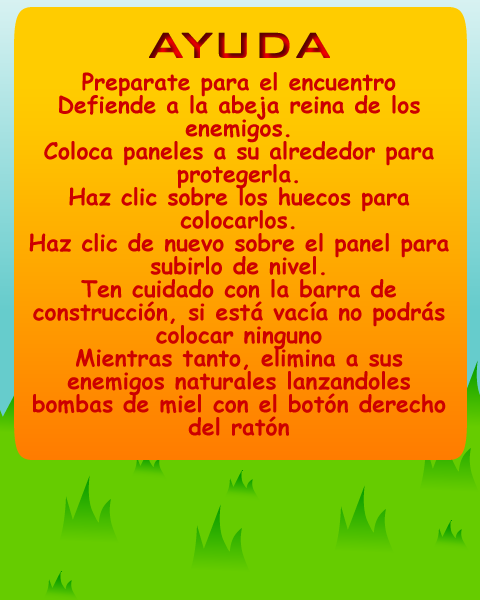 AYUDA
Preparate para el encuentro
Defiende a la abeja reina de los
enemigos.
Coloca paneles a su alrededor para
protegerla.
Haz clic sobre los huecos para
colocarlos.
Haz clic de nuevo sobre el panel para
subirlo de nivel.
Ten cuidado con la barra de
construcción, si está vacía no podrás
colocar ninguno
Mientras tanto, elimina a sus
enemigos naturales lanzandoles
bombas de miel con el botón derecho
del ratón